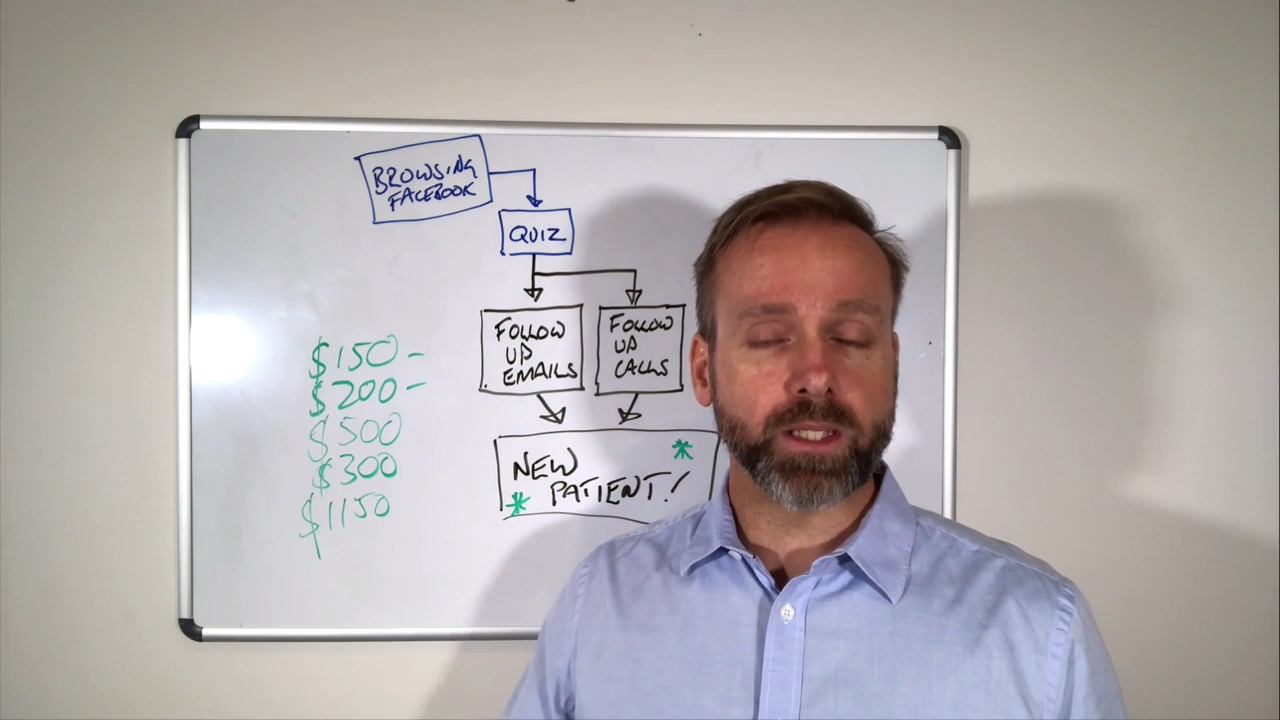 BROWSING
FACEBOOK
QUIZ
FOLLOW
UP
EMAILS
FOLLOW
UP
CALLS
NEW
PATIENT!
$150-
$200-
$500
$300
$1150